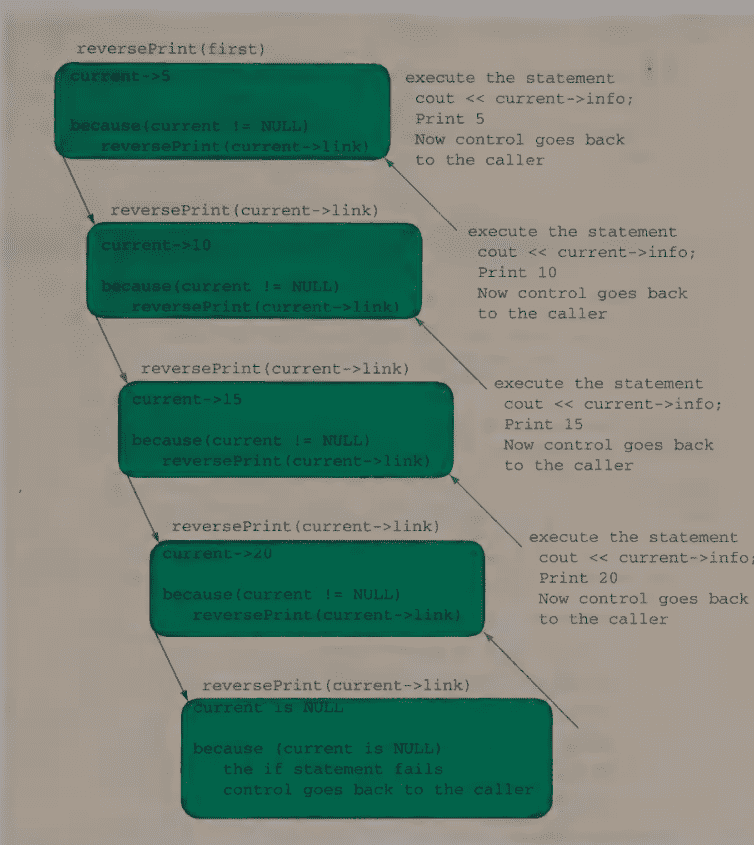 reversePrint(first)
current->5
because(current != NULL)
reversePrint(current->link)
execute the statement
cout << current->info;
Print 5
Now control goes back
to the caller
reversePrint(current->link)
current->10
because(current != NULL)
reversePrint(current->link)
execute the statement
cout << current->info;
Print 10
Now control goes back
to the caller
reversePrint(current->link)
current->15
because(current != NULL)
reversePrint(current->link)
execute the statement
cout << current->info;
Print 15
Now control goes back
to the caller
reversePrint(current->link)
current->20
because(current != NULL)
reversePrint(current->link)
execute the statement
cout << current->info;
Print 20
Now control goes back
to the caller
reversePrint(current->link)
current is NULL
because (current is NULL)
the if statement fails
control goes back to the caller